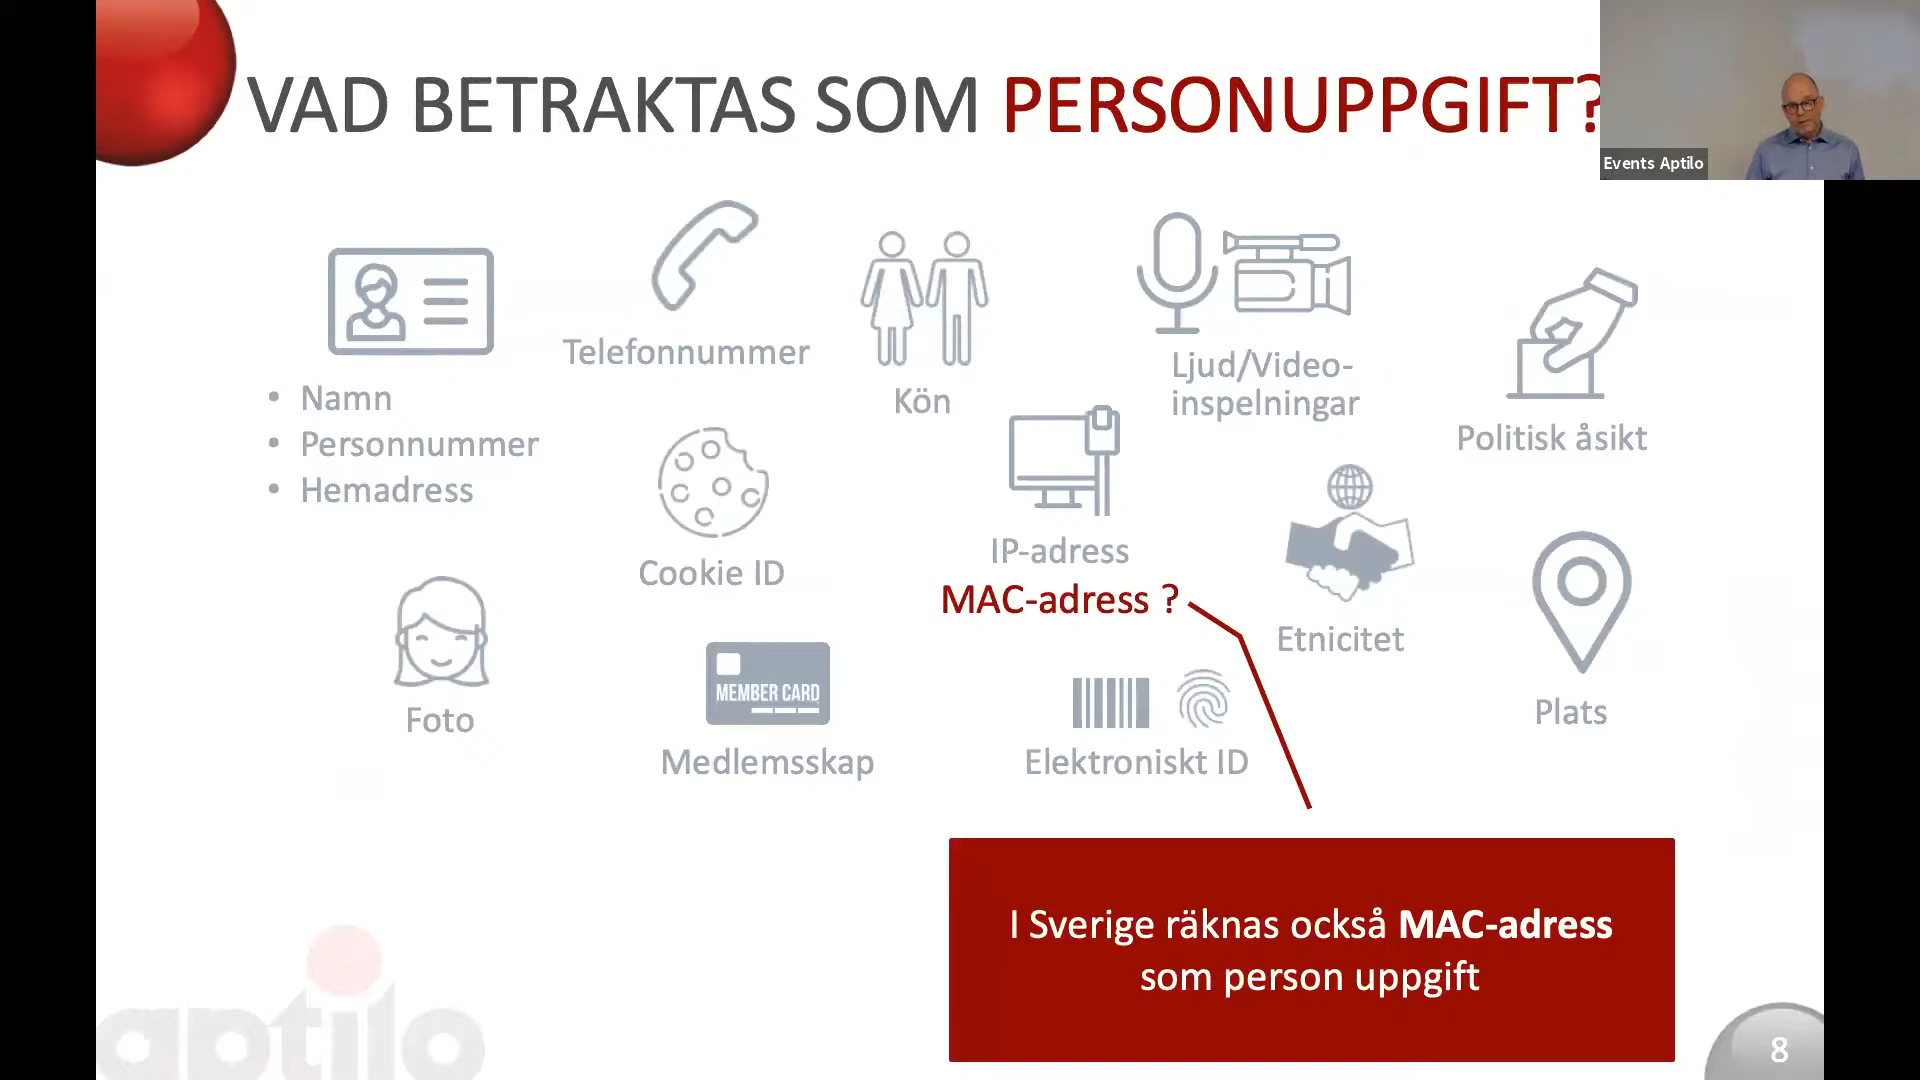 VAD BETRAKTAS SOM PERSONUPPGIFT?
Events Aptilo
Telefonnummer
Kön
Ljud/Video-
inspelningar
Politisk åsikt
• Namn
• Personnummer
• Hemadress
Cookie ID
IP-adress
MAC-adress ?
Etnicitet
Plats
Foto
MEMBER CARD
Medlemsskap
Elektroniskt ID
I Sverige räknas också MAC-adress
som person uppgift
aptilo
8